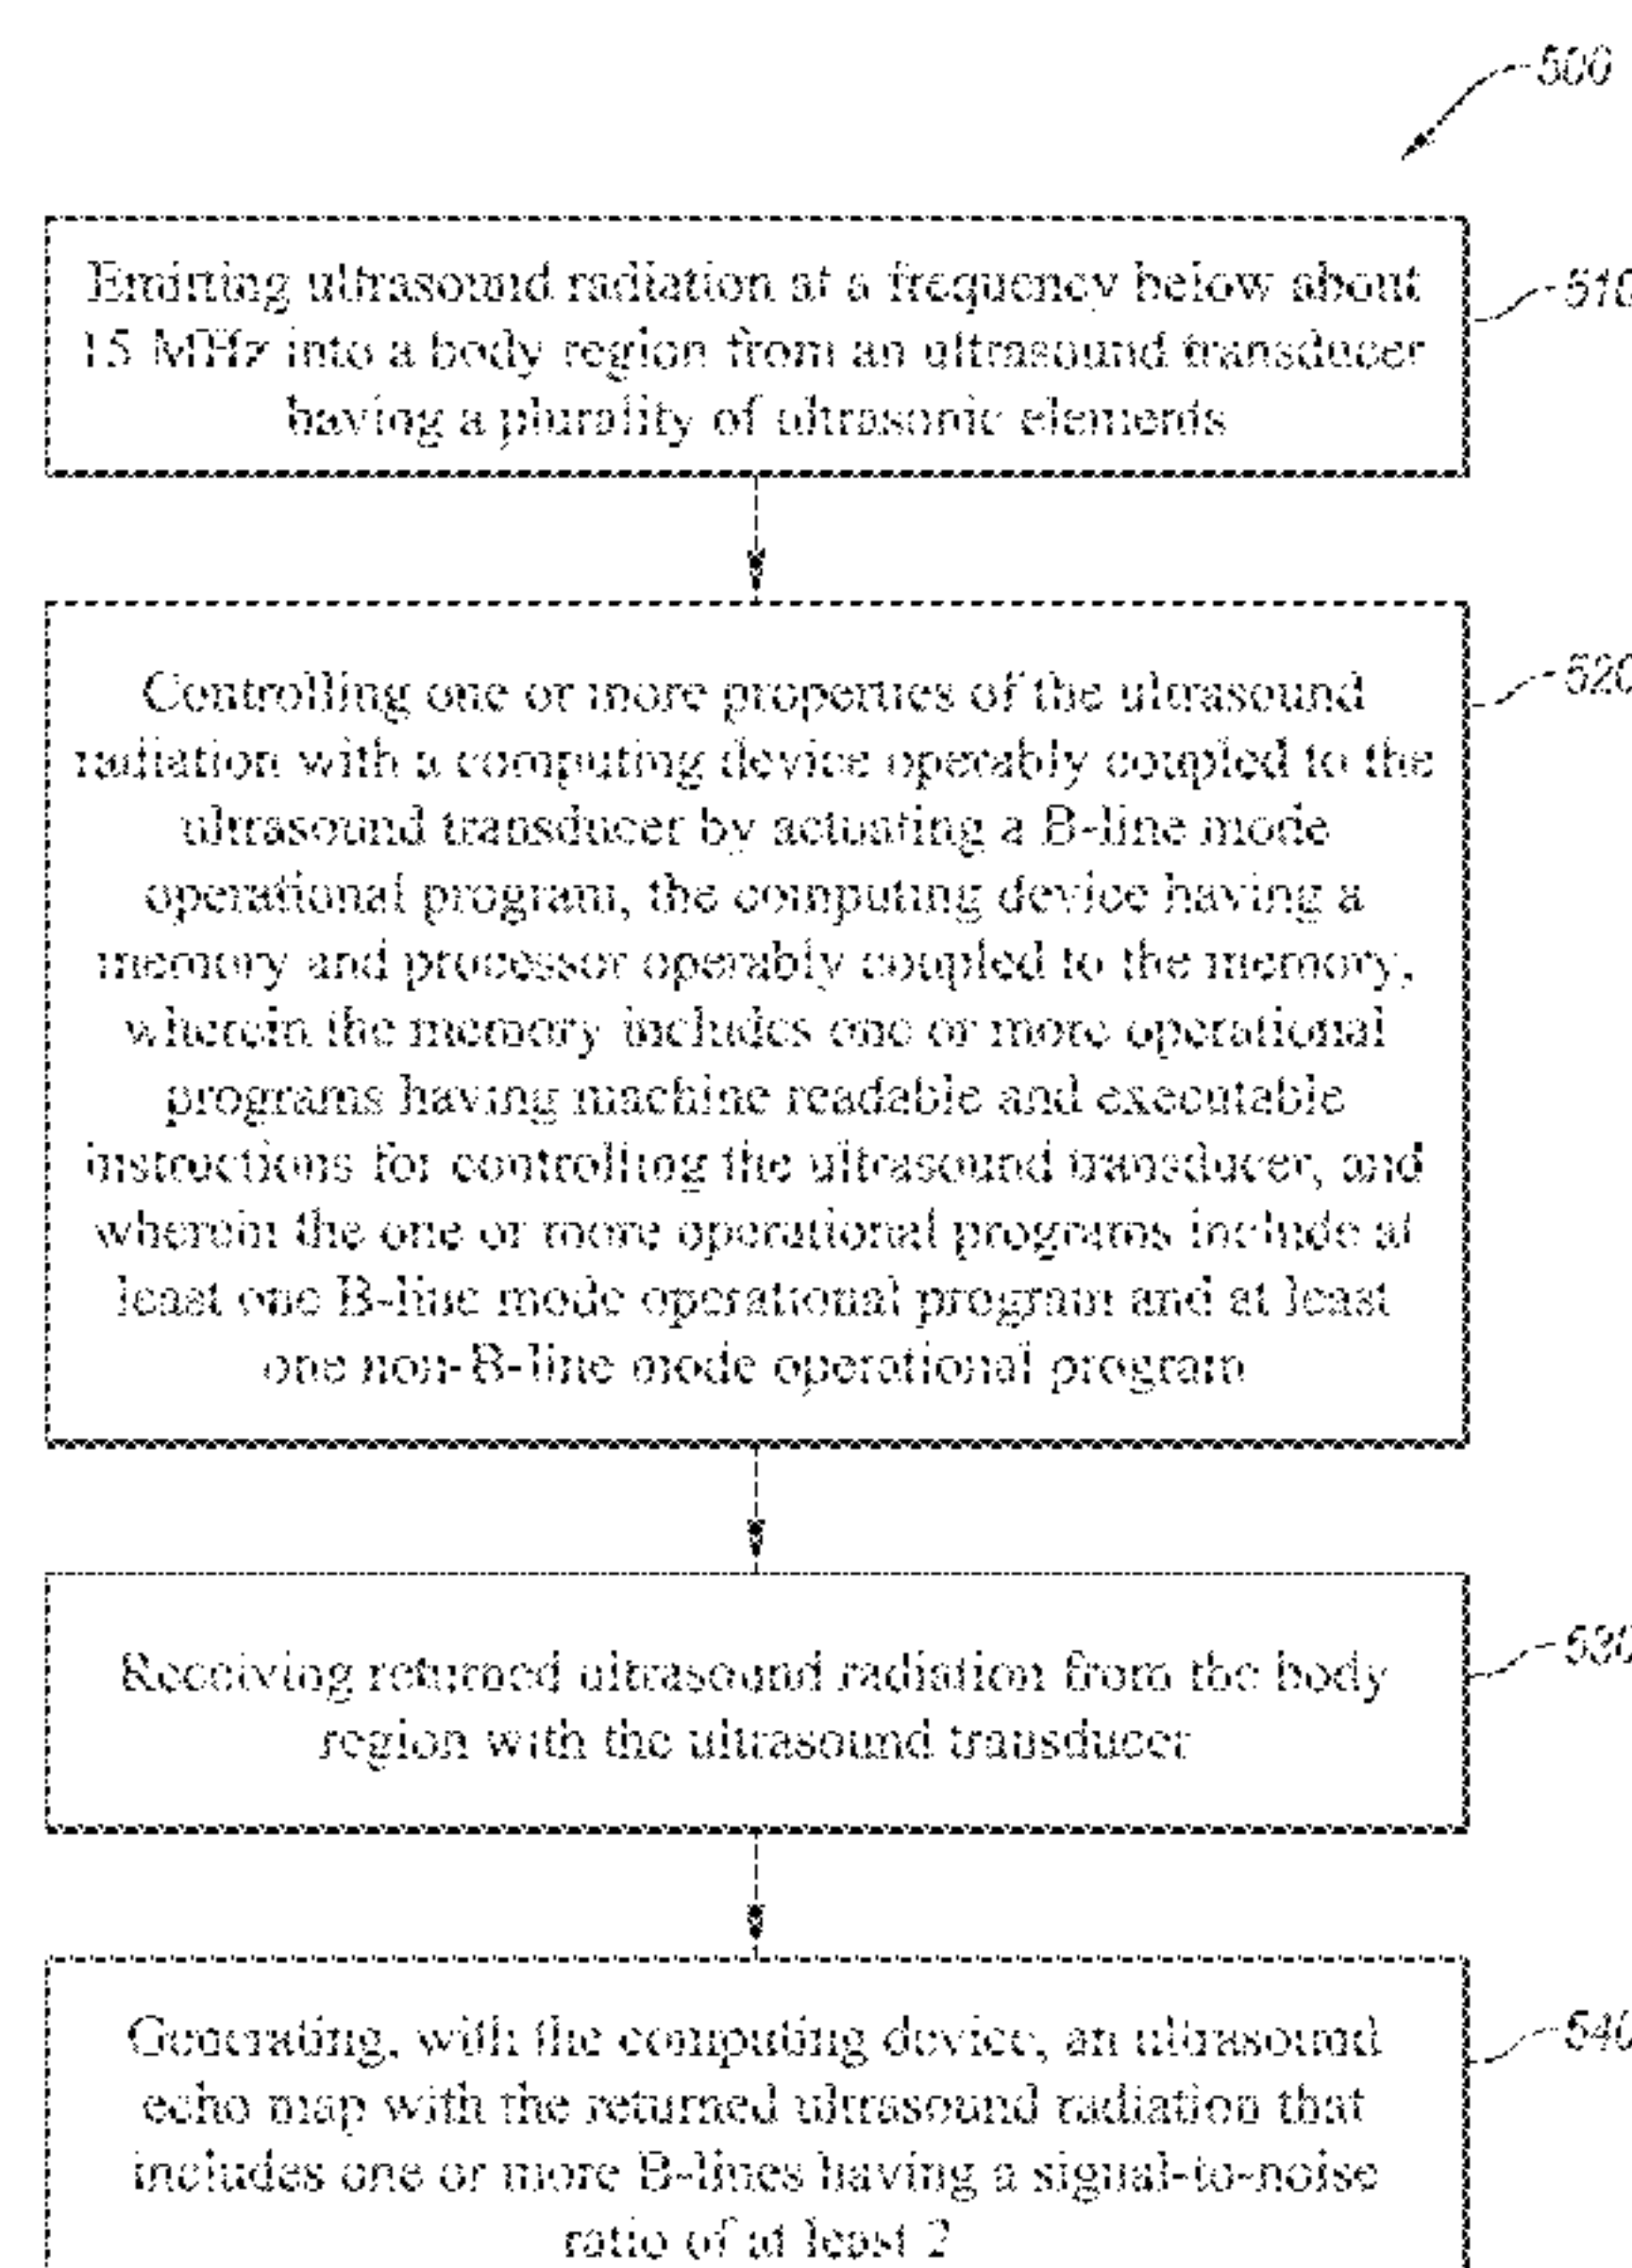 500
Emitting ultrasound radiation at a frequency below about
510
15 MHz into a body region from an ultrasound transducer
having a plurality of ultrasonic elements
Controlling one or more properties of the ultrasound
520
radiation with a computing device operably coupled to the
ultrasound transducer by actuating a B-line mode
operational program, the computing device having a
memory and processor operably coupled to the memory,
wherein the memory includes one or more operational
programs having machine readable and executable
instructions for controlling the ultrasound transducer, and
wherein the one or more operational programs include at
least one B-line mode operational program and at least
one non-B-line mode operational program
Receiving returned ultrasound radiation from the body
530
region with the ultrasound transducer
Generating, with the computing device, an ultrasound
540
echo map with the returned ultrasound radiation that
includes one or more B-lines having a signal-to-noise
ratio of at least 2